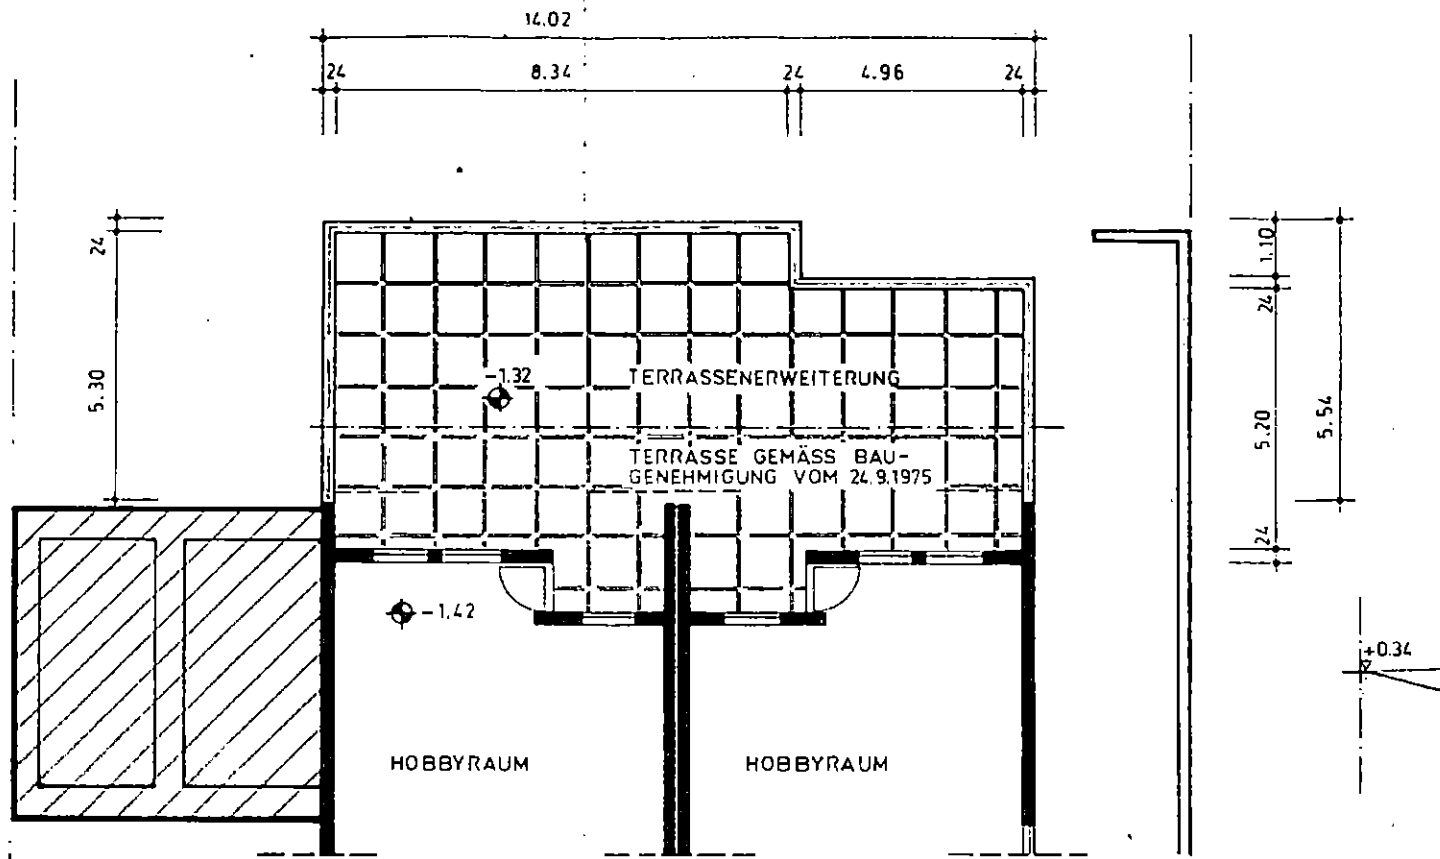 14.02
24 8.34 24 4.96 24
24
5.30
1.10
24
5.20
24
5.54
-1.32
TERRASSENERWEITERUNG
TERRASSE GEMÄSS BAU-
GENEHMIGUNG VOM 24.9.1975
-1.42
+0.34
HOBBYRAUM HOBBYRAUM